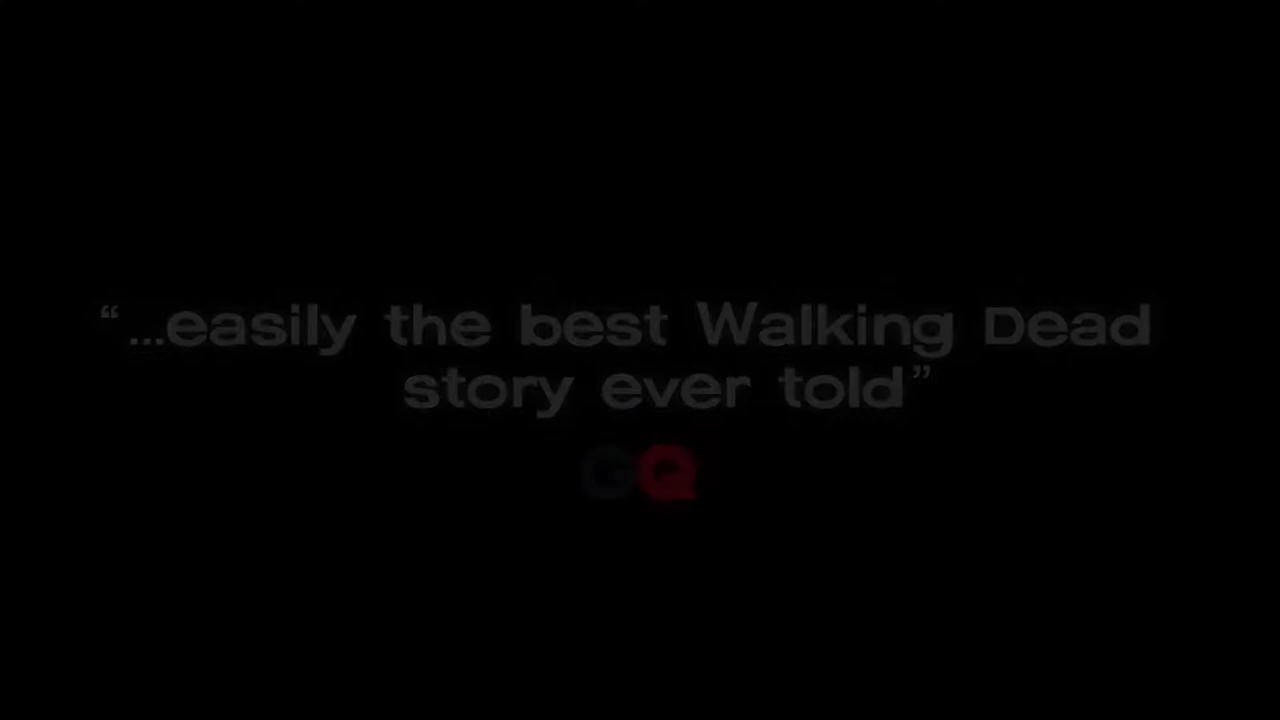 “...easily the best Walking Dead
story ever told”
GQ